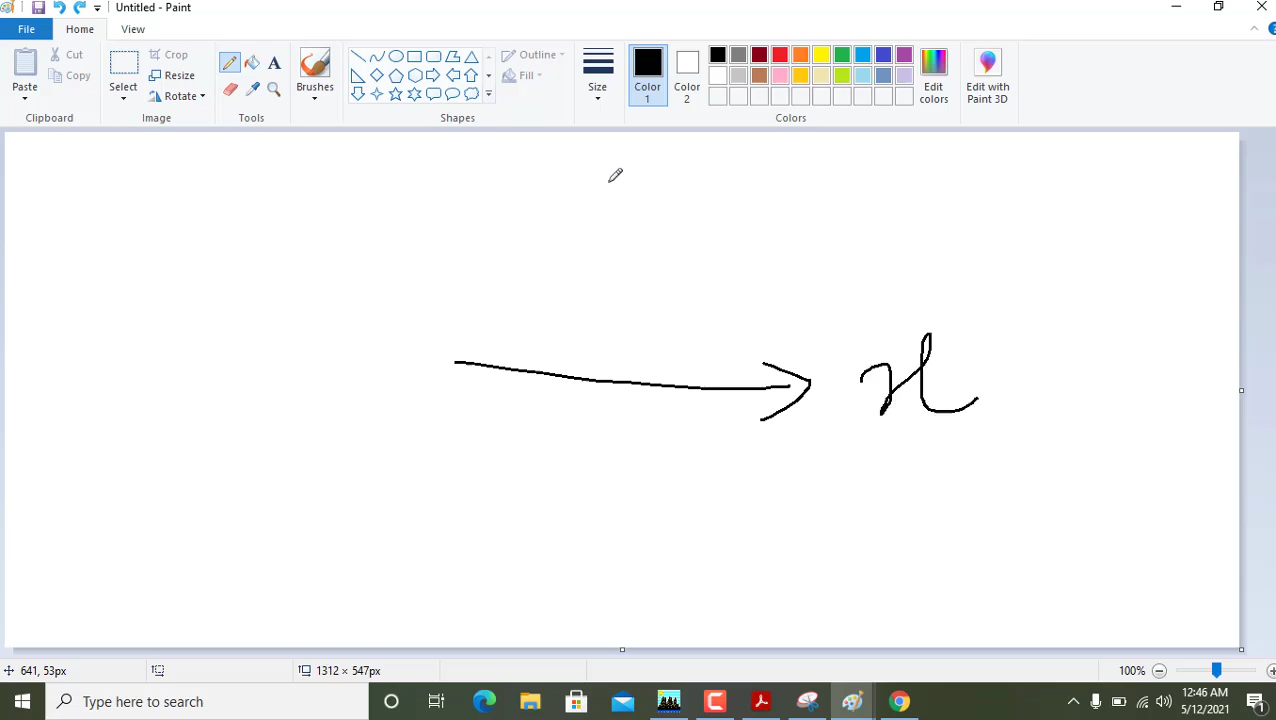 Untitled - Paint
File Home View
Paste Cut Copy Select Crop Resize Rotate Brushes Outline Fill Size Color 1 Color 2 Edit colors Edit with Paint 3D
Clipboard Image Tools Shapes Colors
641, 53px 1312 × 547px 100%
Type here to search 12:46 AM
5/12/2021